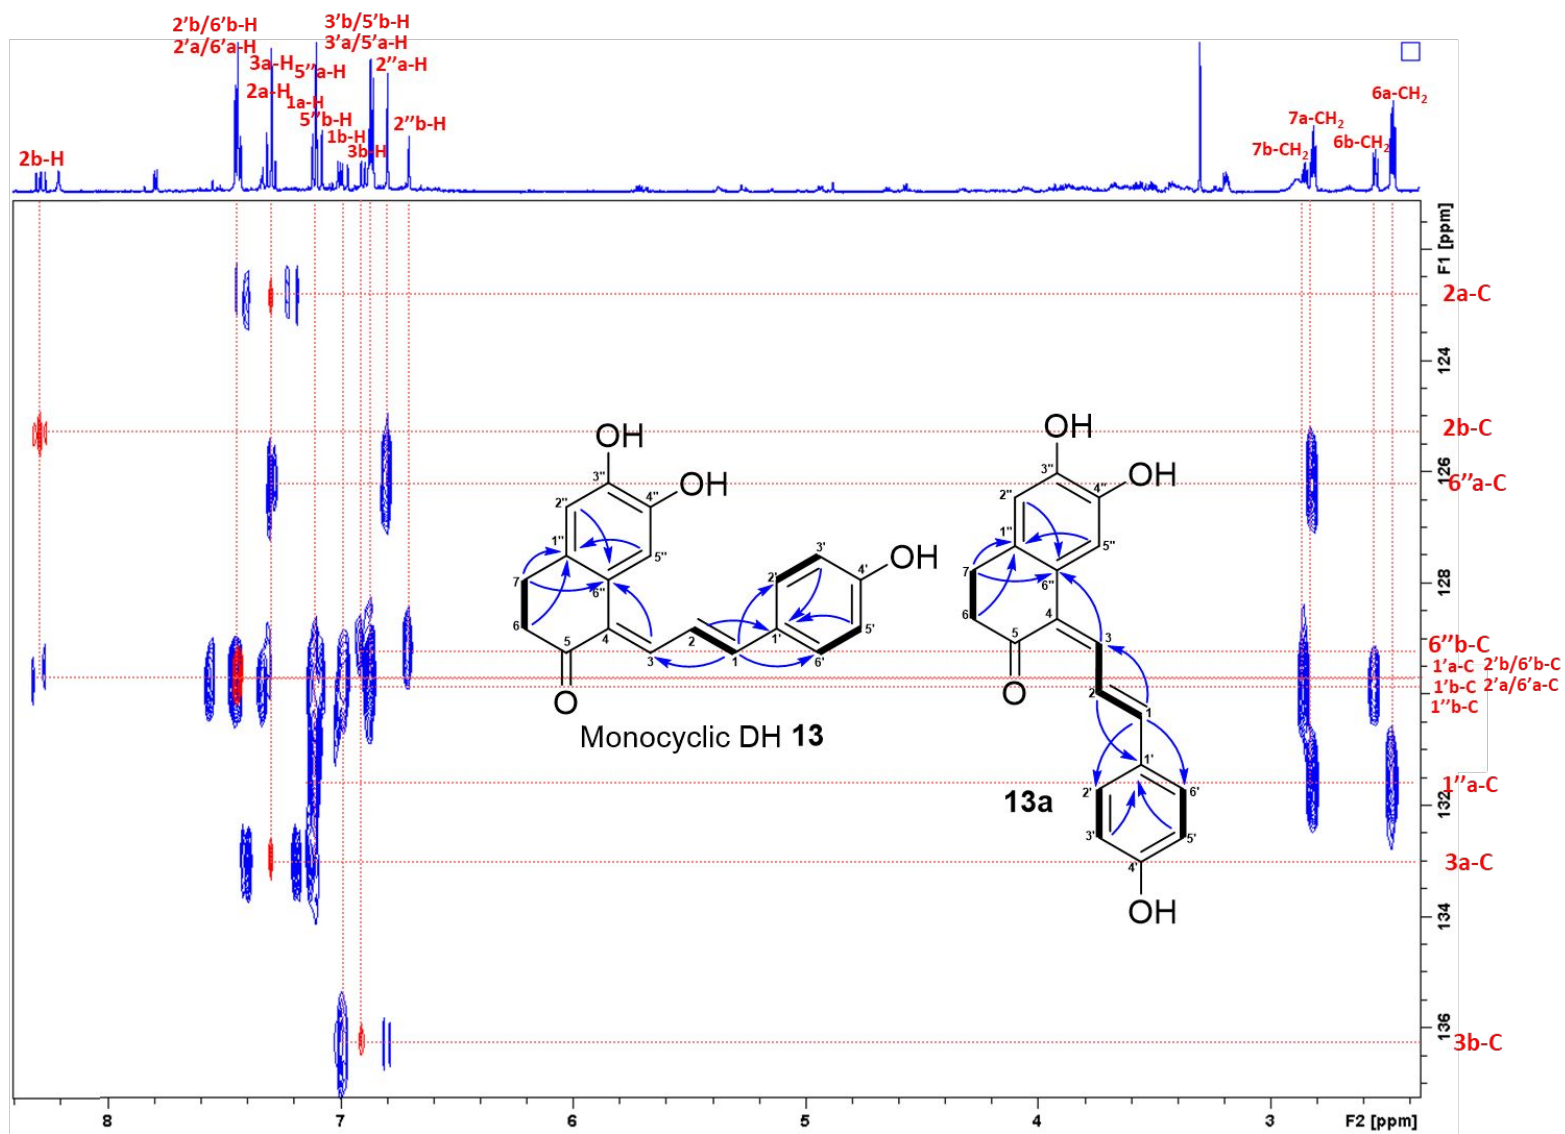 2'b/6'b-H
2'a/6'a-H
3'b/5'b-H
3'a/5'a-H
3a-H
5''a-H
2''a-H
2a-H
1a-H
5''b-H
1b-H
3b-H
2''b-H
2b-H
6a-CH2
7a-CH2
6b-CH2
7b-CH2
F1 [ppm]
2a-C
124
2b-C
126
6''a-C
128
6''b-C
1'a-C 2'b/6'b-C
1'b-C 2'a/6'a-C
1''b-C
1''a-C
132
3a-C
134
136
3b-C
OH
3''
OH
4''
2''
1''
5''
7
6''
6
5
4
3
2
1
O
1'
2'
3'
4'
OH
5'
6'
Monocyclic DH 13
OH
3''
OH
4''
2''
1''
5''
7
6''
6
5
4
3
O
2
1
1'
2'
6'
3'
5'
4'
OH
13a
8
7
6
5
4
3
F2 [ppm]